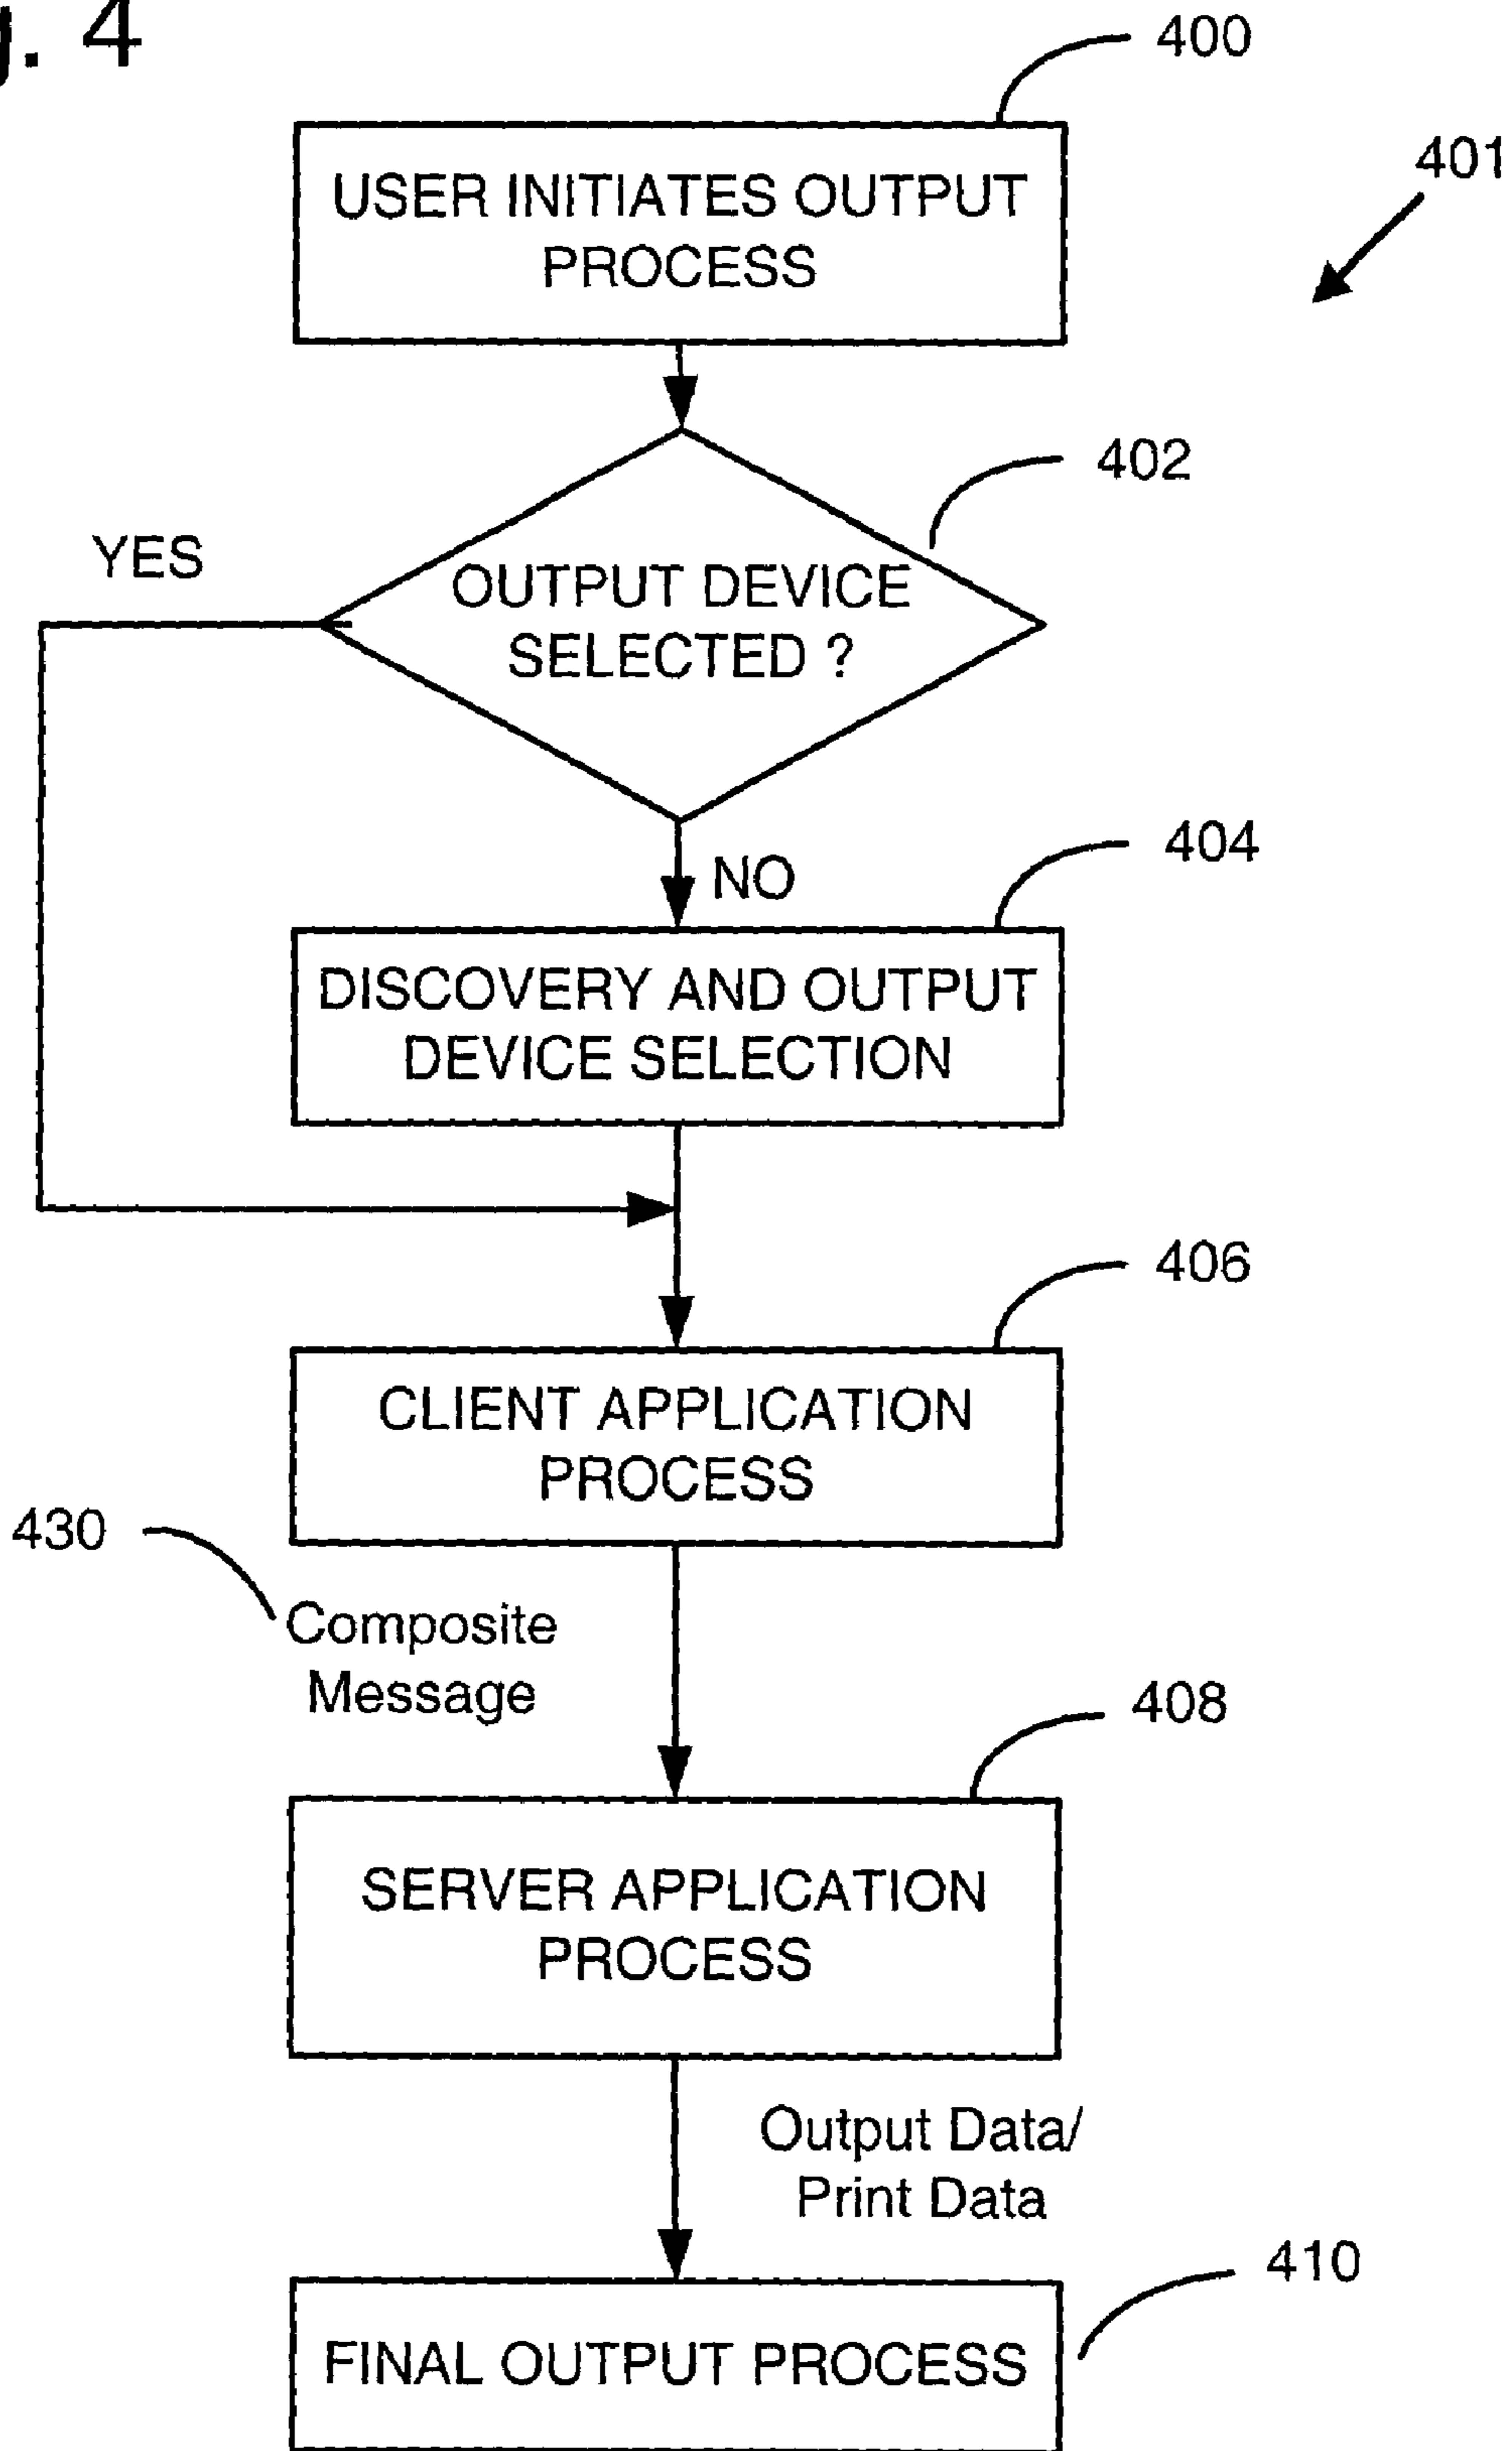 . 4
400
401
USER INITIATES OUTPUT
PROCESS
402
YES
OUTPUT DEVICE
SELECTED ?
404
NO
DISCOVERY AND OUTPUT
DEVICE SELECTION
406
CLIENT APPLICATION
PROCESS
430
Composite
Message
408
SERVER APPLICATION
PROCESS
Output Data/
Print Data
410
FINAL OUTPUT PROCESS